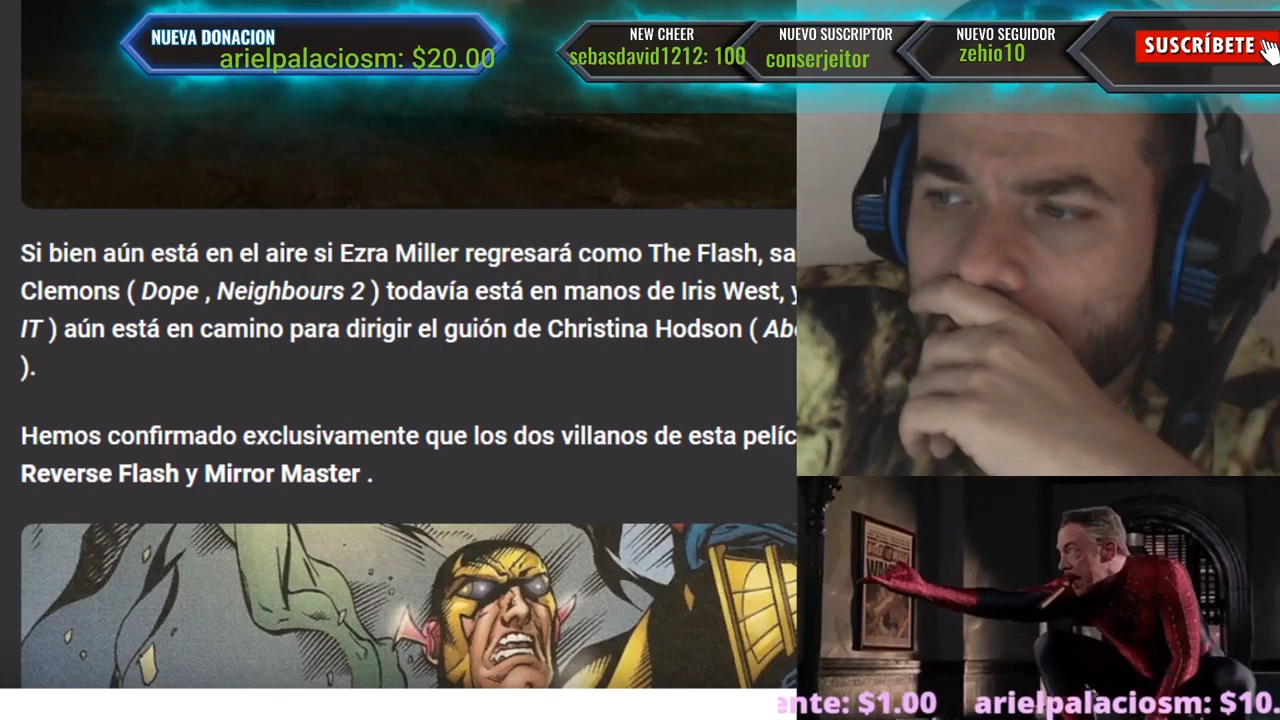 NUEVA DONACION
arielpalaciosm: $20.00
NEW CHEER
sebasdavid1212: 100
NUEVO SUSCRIPTOR
conserjeitor
NUEVO SEGUIDOR
zehio10
SUSCRÍBETE
Si bien aún está en el aire si Ezra Miller regresará como The Flash, sa
Clemons ( Dope , Neighbours 2 ) todavía está en manos de Iris West, y
IT ) aún está en camino para dirigir el guión de Christina Hodson ( Ab
).
Hemos confirmado exclusivamente que los dos villanos de esta pelíc
Reverse Flash y Mirror Master .
ente: $1.00 arielpalaciosm: $10.